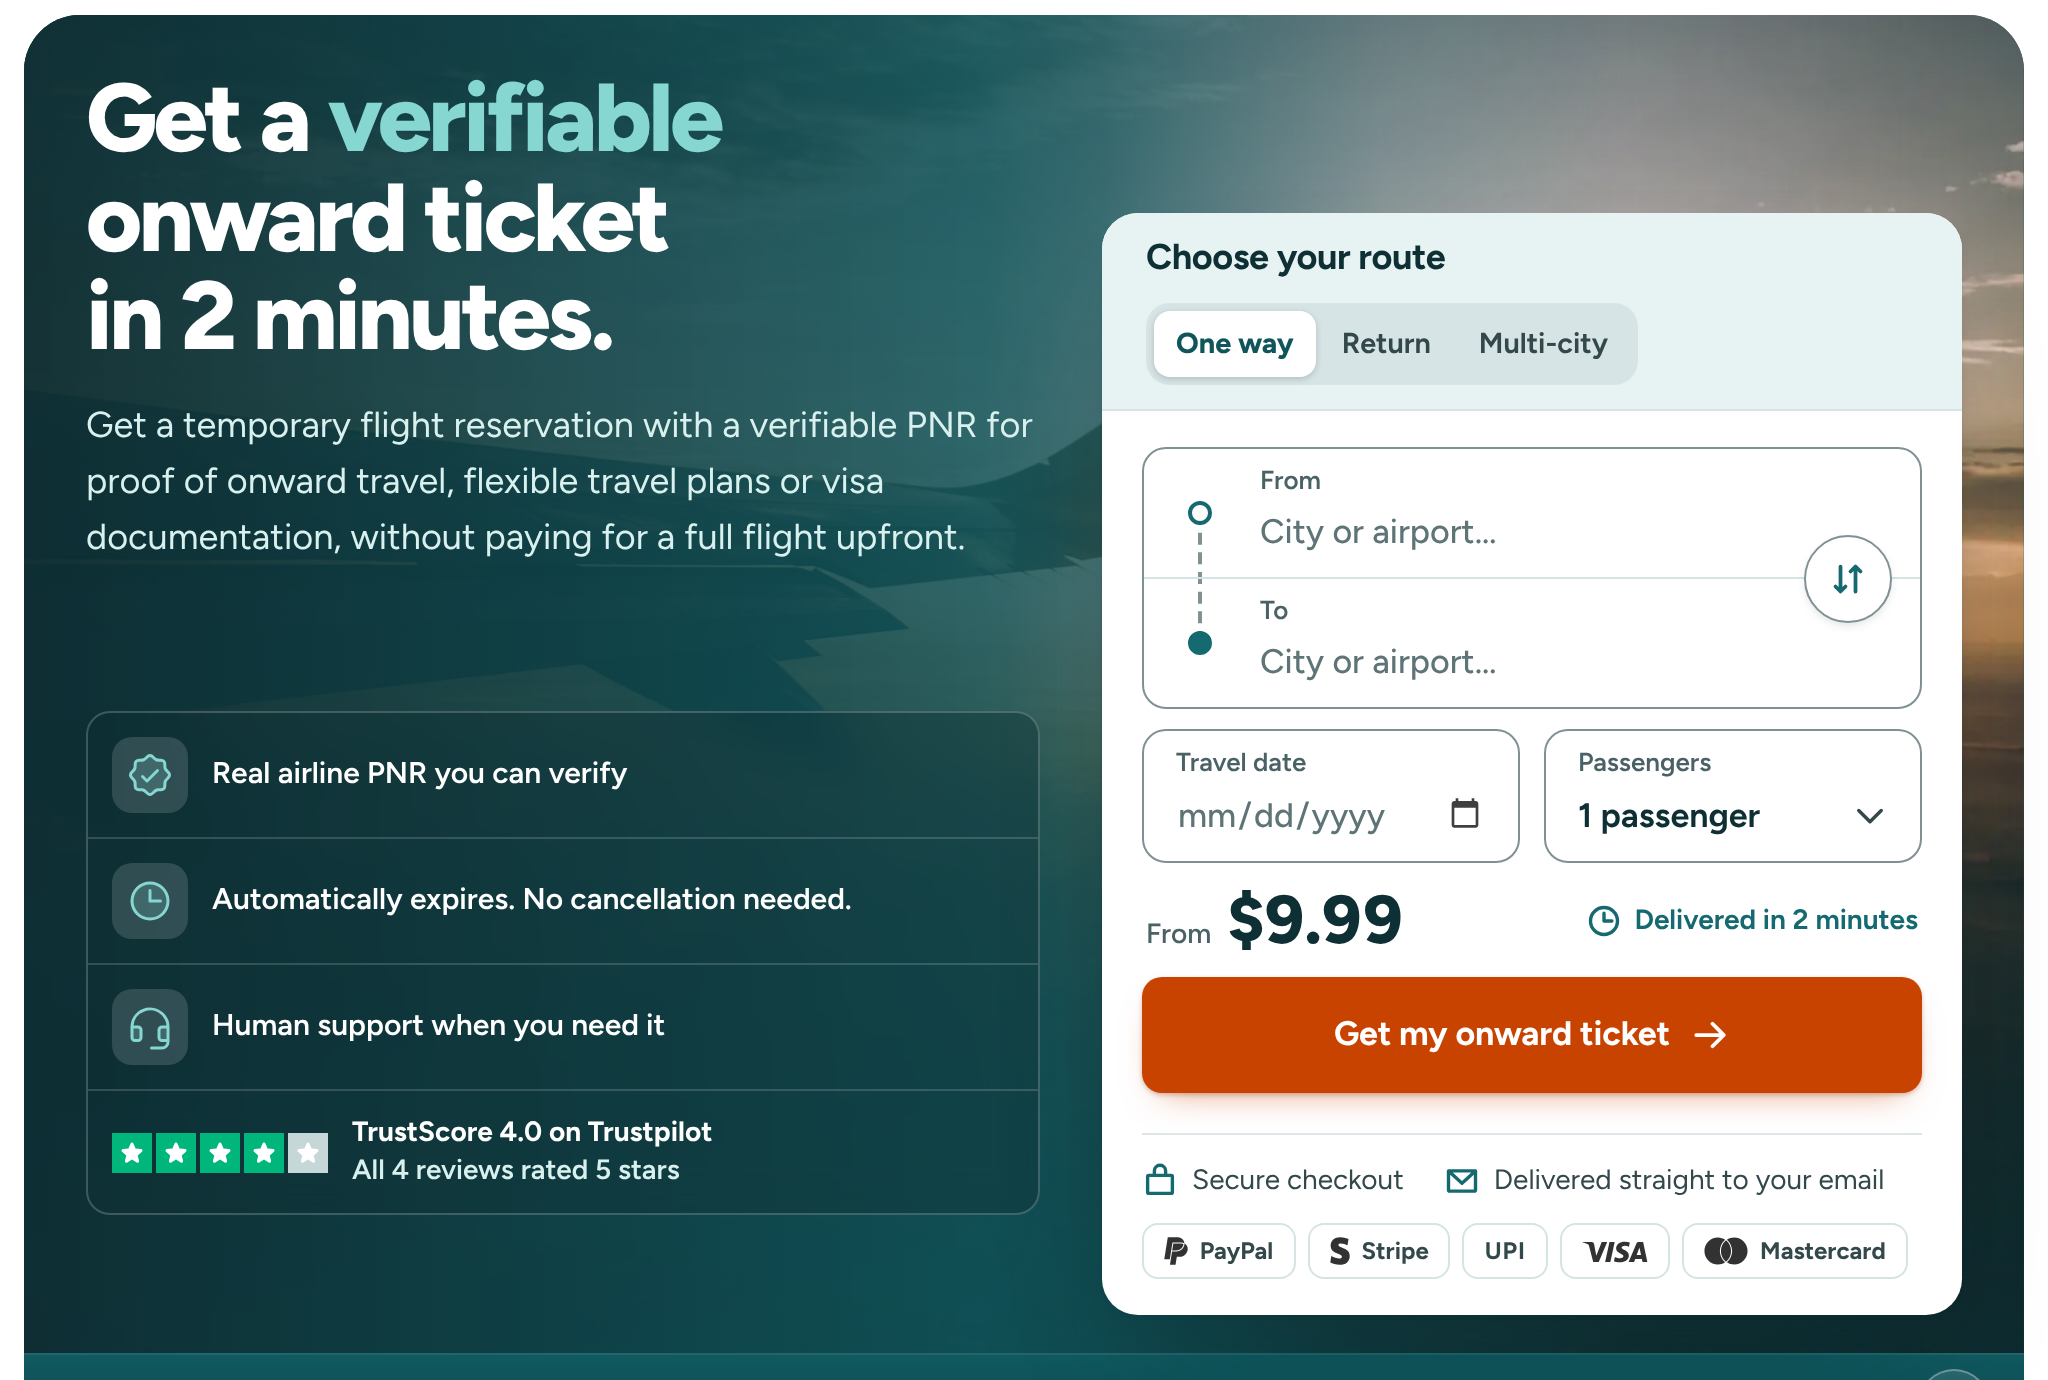 Get a verifiable
onward ticket
in 2 minutes.
Get a temporary flight reservation with a verifiable PNR for
proof of onward travel, flexible travel plans or visa
documentation, without paying for a full flight upfront.
Real airline PNR you can verify
Automatically expires. No cancellation needed.
Human support when you need it
TrustScore 4.0 on Trustpilot
All 4 reviews rated 5 stars
Choose your route
One way Return Multi-city
From
City or airport...
To
City or airport...
Travel date Passengers
mm/dd/yyyy 1 passenger
From $9.99 Delivered in 2 minutes
Get my onward ticket
Secure checkout Delivered straight to your email
PayPal Stripe UPI VISA Mastercard